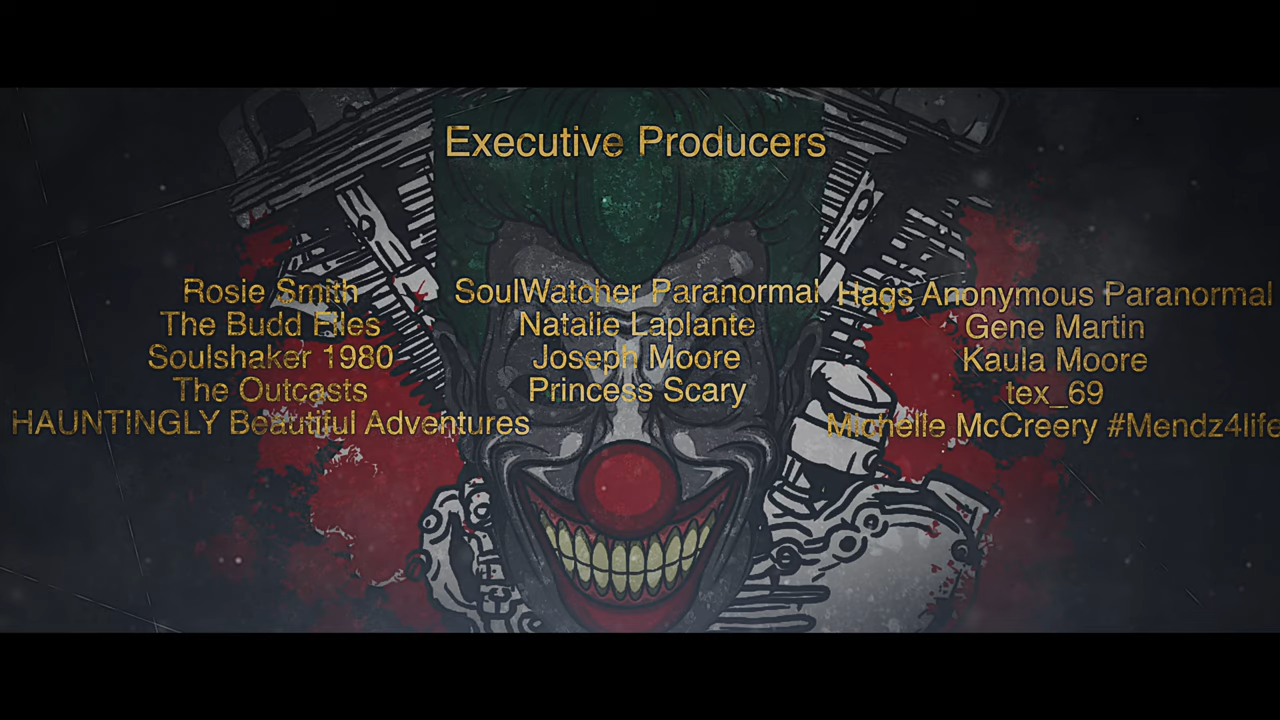 Executive Producers
Rosie Smith
The Budd Files
Soulshaker 1980
The Outcasts
HAUNTINGLY Beautiful Adventures
SoulWatcher Paranormal
Natalie Laplante
Joseph Moore
Princess Scary
Hags Anonymous Paranormal
Gene Martin
Kaula Moore
tex_69
Michelle McCreery #Mendz4life